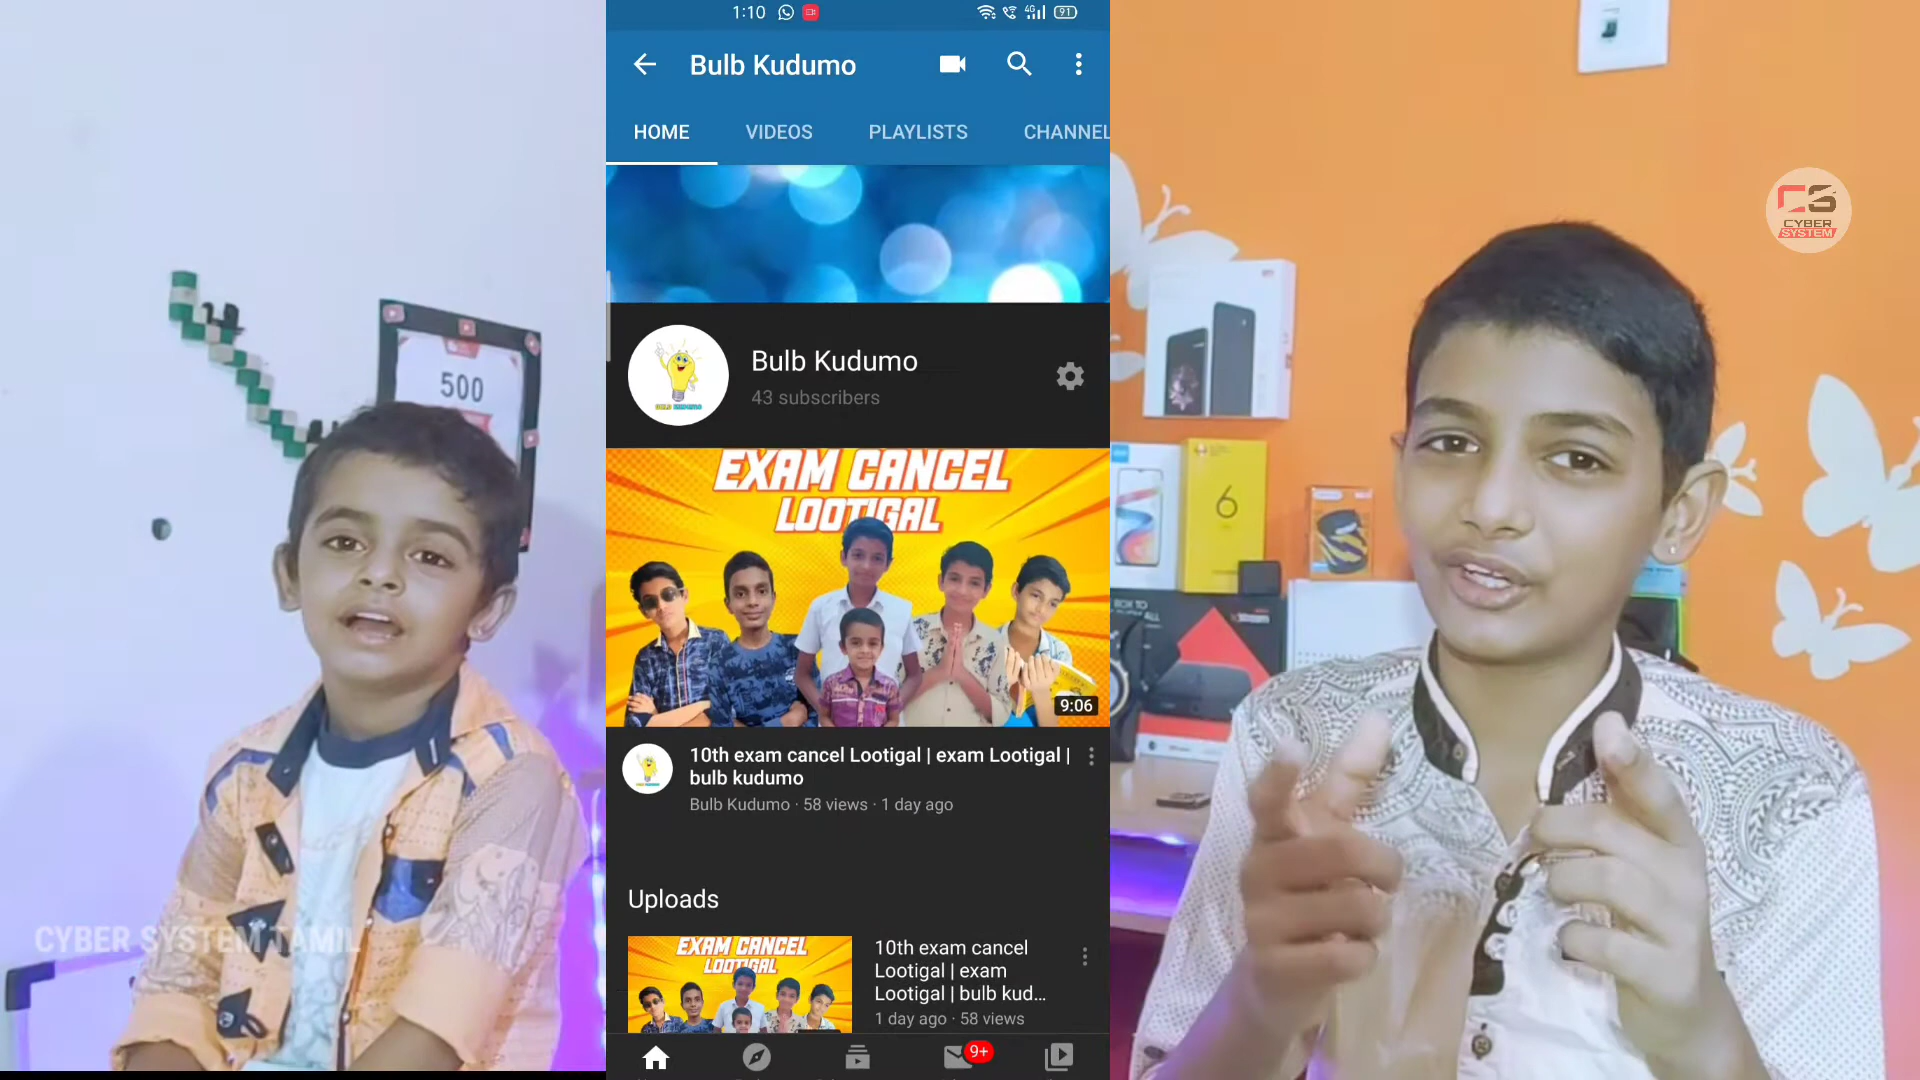 1:10
91
Bulb Kudumo
HOME
VIDEOS
PLAYLISTS
CHANNEL
Bulb Kudumo
43 subscribers
EXAM CANCEL
LOOTIGAL
9:06
10th exam cancel Lootigal | exam Lootigal |
bulb kudumo
Bulb Kudumo · 58 views · 1 day ago
Uploads
EXAM CANCEL
LOOTIGAL
10th exam cancel
Lootigal | exam
Lootigal | bulb kud...
1 day ago · 58 views
9+
500
CYBER SYSTEM TAMIL
CS
CYBER
SYSTEM
6